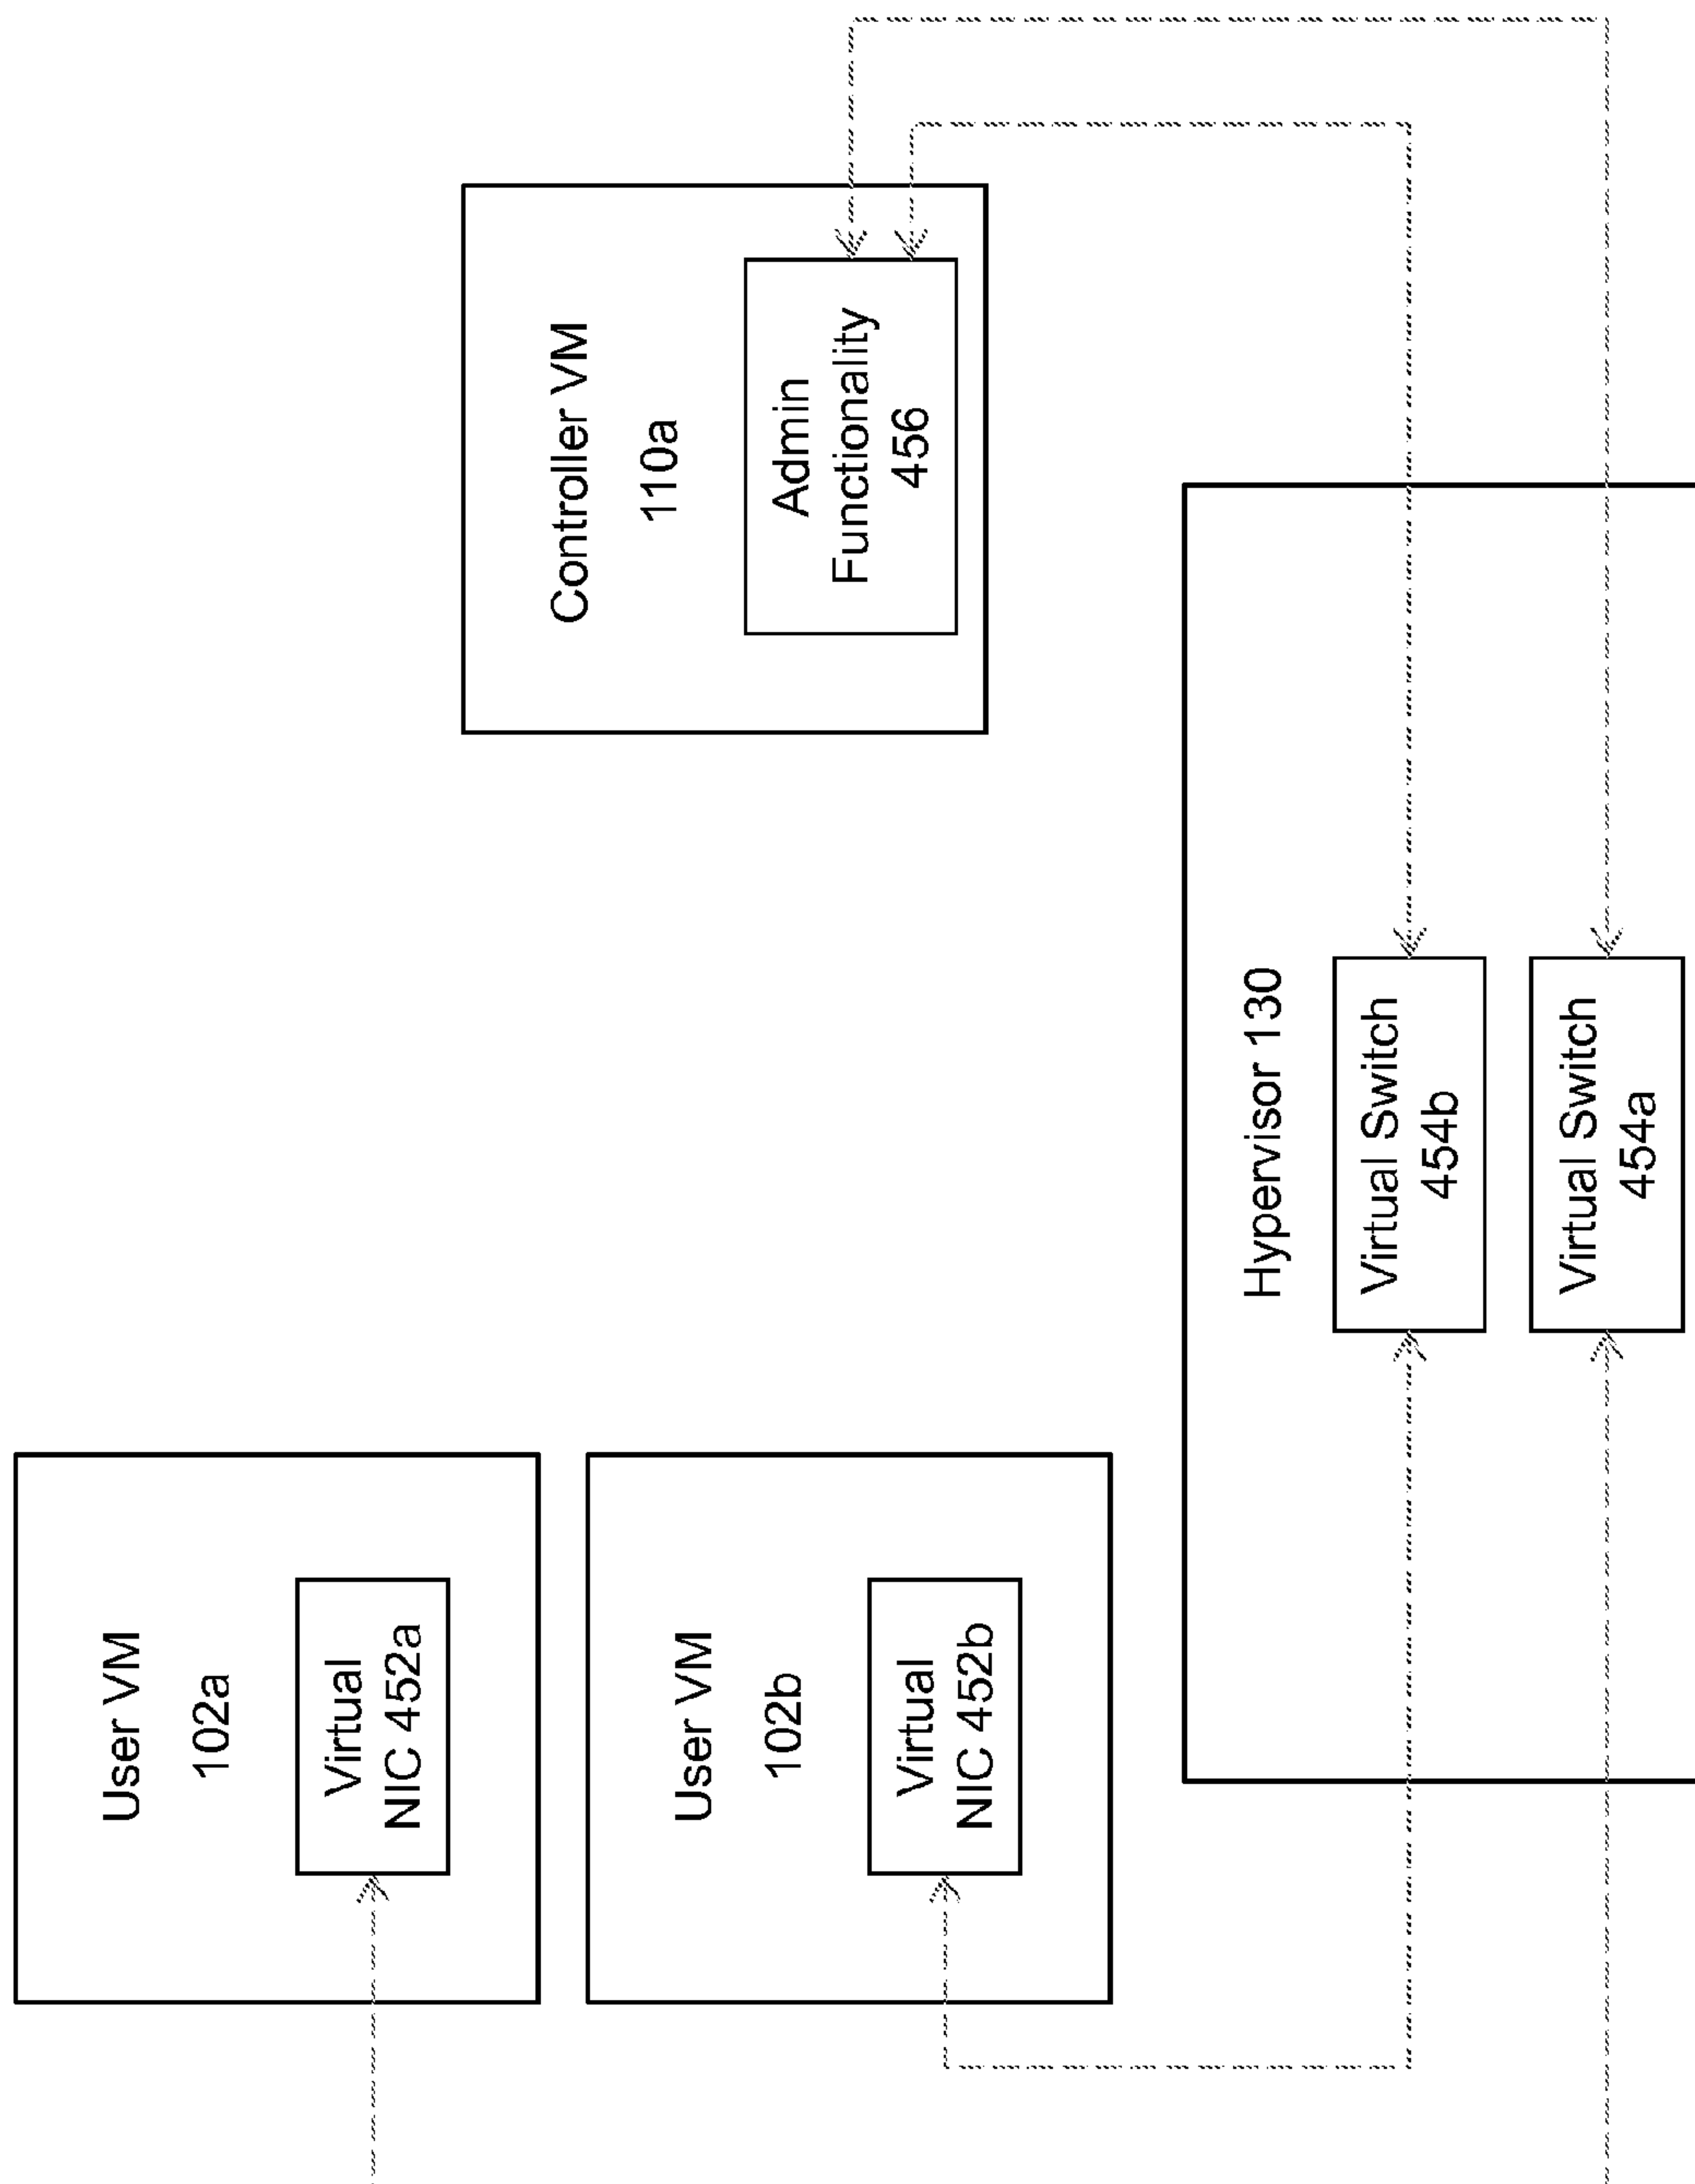 User VM
102a
Virtual
NIC 452a
User VM
102b
Virtual
NIC 452b
Controller VM
110a
Admin
Functionality
456
Hypervisor 130
Virtual Switch
454b
Virtual Switch
454a